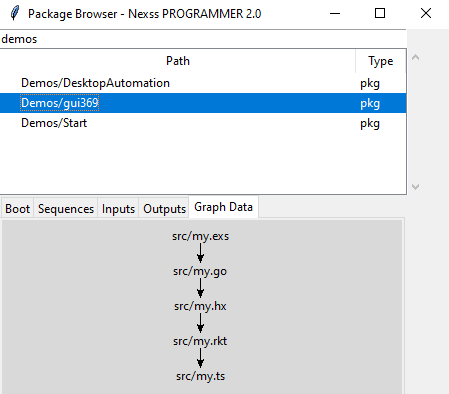 Package Browser - Nexss PROGRAMMER 2.0
demos
Path Type
Demos/DesktopAutomation pkg
Demos/gui369 pkg
Demos/Start pkg
Boot Sequences Inputs Outputs Graph Data
src/my.exs
src/my.go
src/my.hx
src/my.rkt
src/my.ts